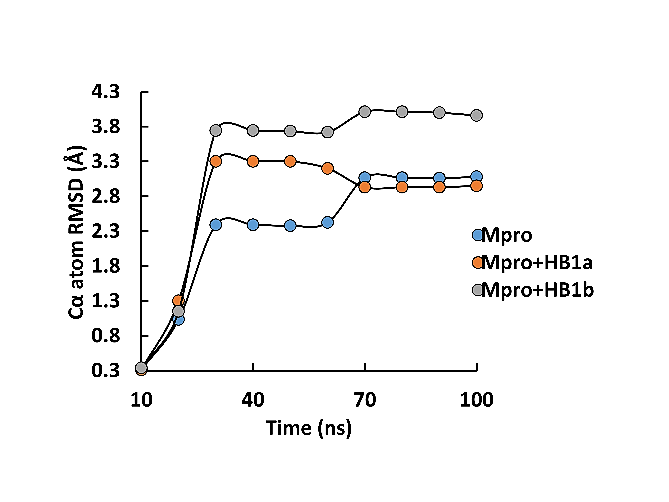 4.3
3.8
3.3
2.8
2.3
1.8
1.3
0.8
0.3
Cα atom RMSD (Å)
10 40 70 100
Time (ns)
Mpro
Mpro+HB1a
Mpro+HB1b